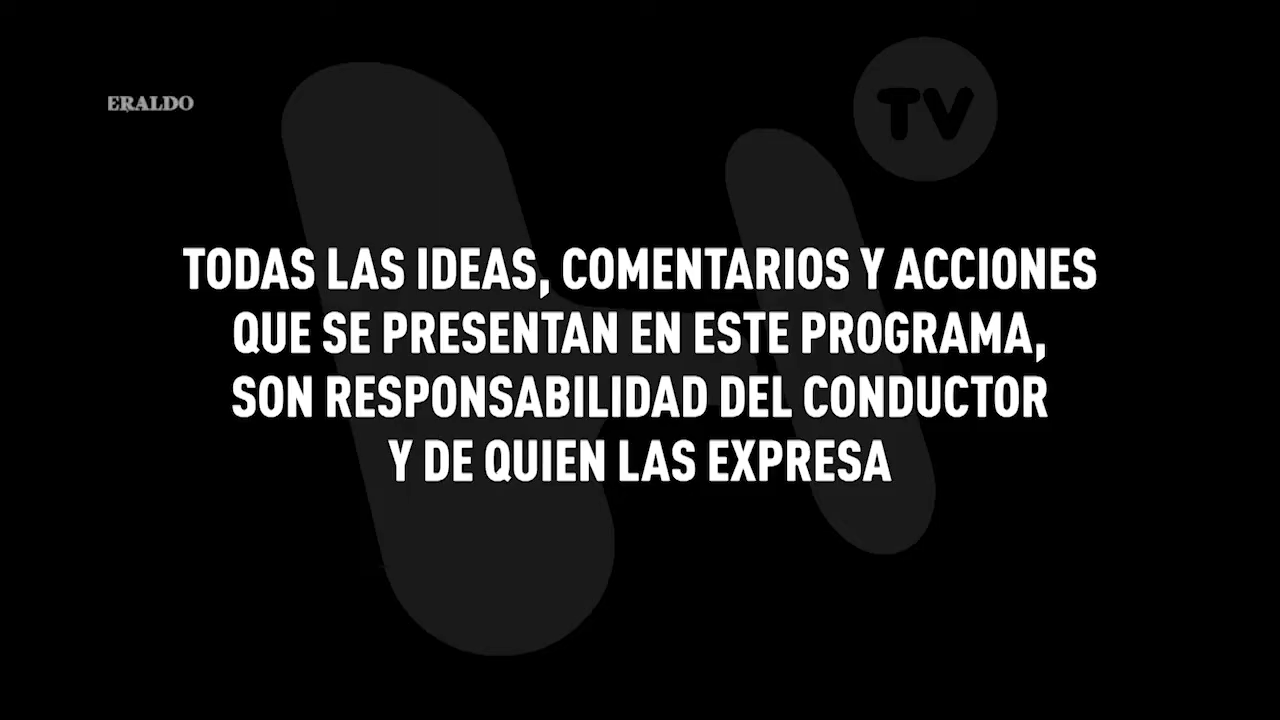 ERALDO
TV
TODAS LAS IDEAS, COMENTARIOS Y ACCIONES
QUE SE PRESENTAN EN ESTE PROGRAMA,
SON RESPONSABILIDAD DEL CONDUCTOR
Y DE QUIEN LAS EXPRESA